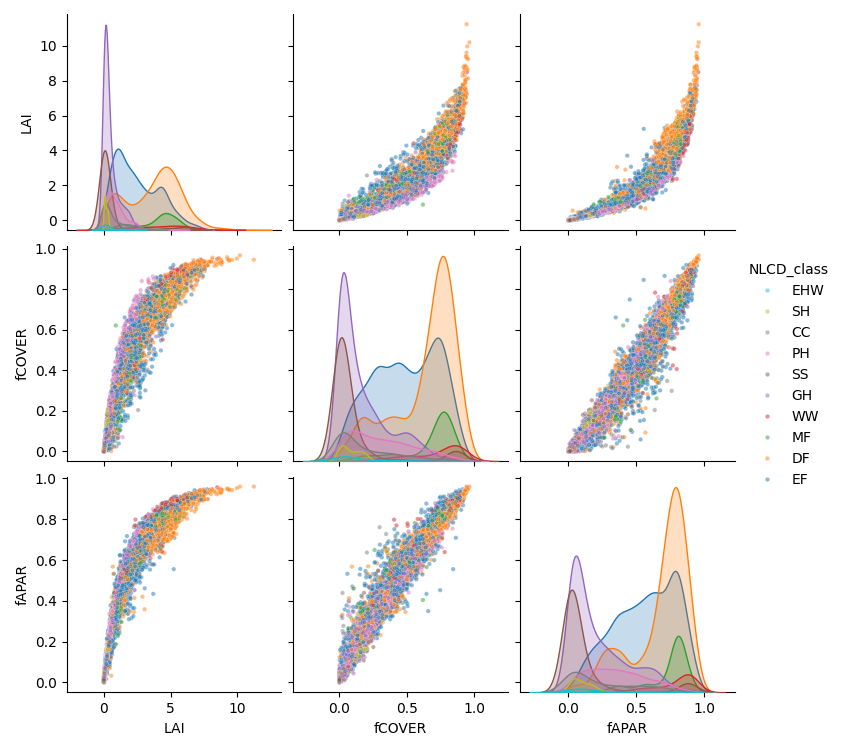 LAI
10
8
6
4
2
0
fCOVER
1.0
0.8
0.6
0.4
0.2
0.0
NLCD_class
EHW
SH
CC
PH
SS
GH
WW
MF
DF
EF
fAPAR
1.0
0.8
0.6
0.4
0.2
0.0
0 5 10
0.0 0.5 1.0
0.0 0.5 1.0
LAI
fCOVER
fAPAR